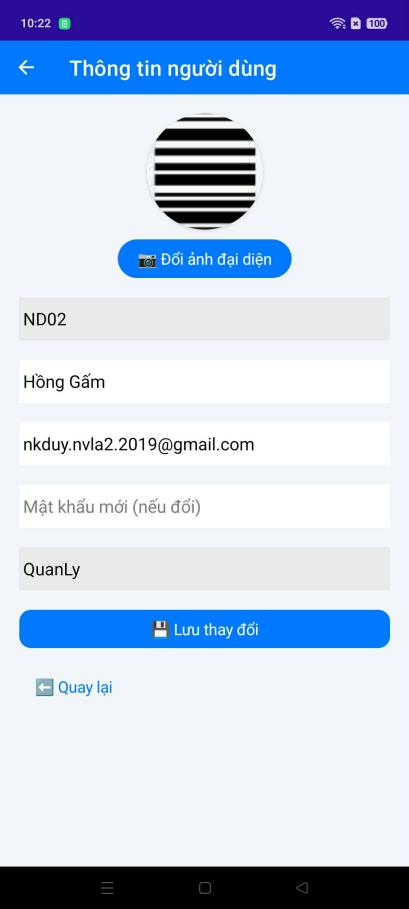 10:22
100
Thông tin người dùng
📷 Đổi ảnh đại diện
ND02
Hồng Gấm
nkduy.nvla2.2019@gmail.com
Mật khẩu mới (nếu đổi)
QuanLy
💾 Lưu thay đổi
⬅️ Quay lại